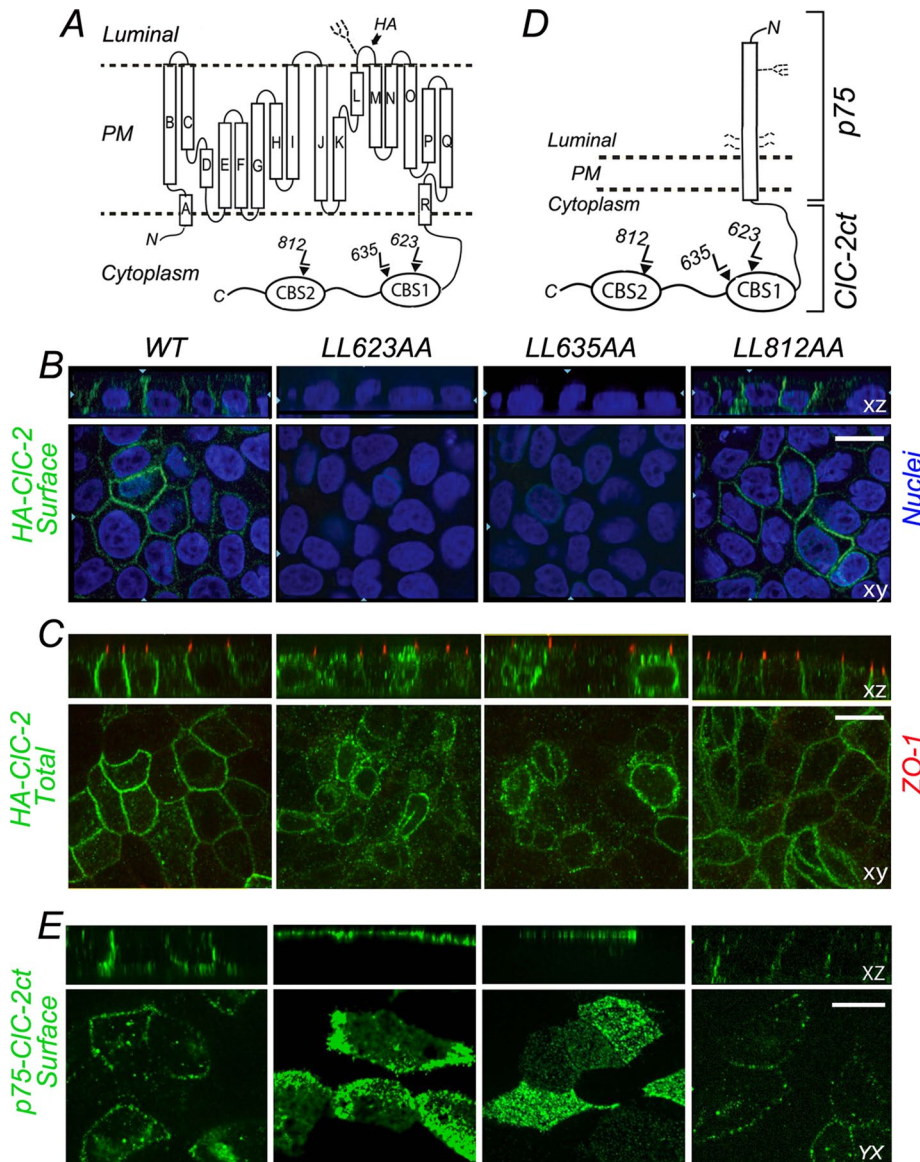 A
Luminal
HA
PM
B
C
D
E
F
G
H
I
J
K
L
M
N
O
P
Q
A
R
N
Cytoplasm
812
635
623
C
CBS2
CBS1
D
N
Luminal
PM
Cytoplasm
p75
812
635
623
C
CBS2
CBS1
ClC-2ct
WT
LL623AA
LL635AA
LL812AA
B
xz
HA-ClC-2
Surface
Nuclei
xy
C
xz
HA-ClC-2
Total
ZO-1
xy
E
XZ
p75-ClC-2ct
Surface
YX